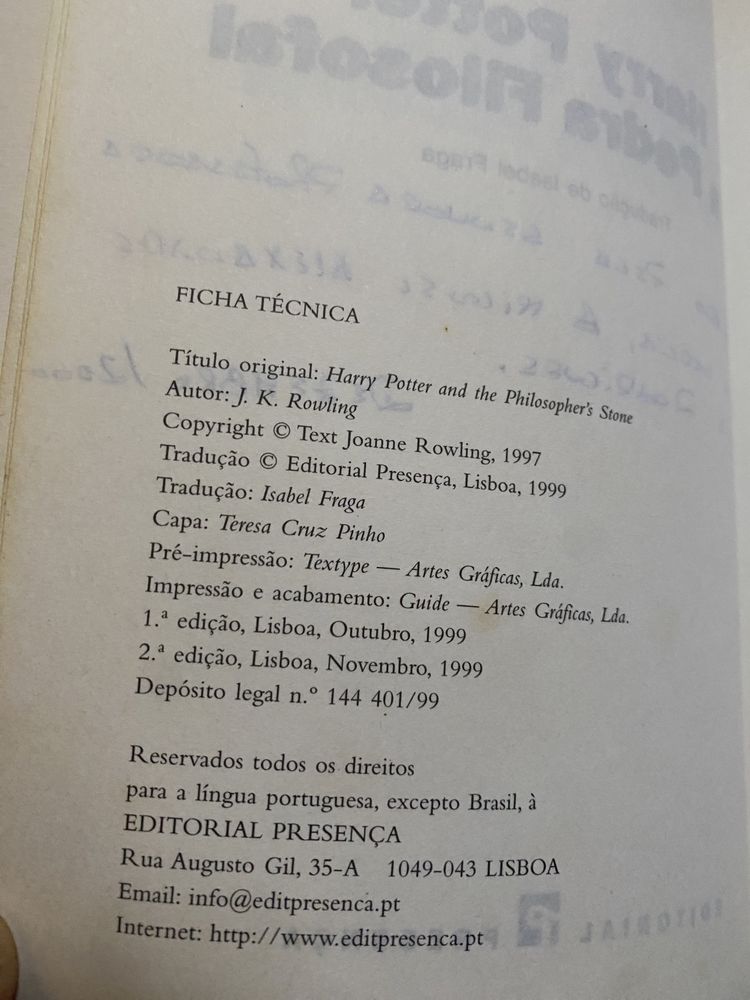 FICHA TÉCNICA
Título original: Harry Potter and the Philosopher's Stone
Autor: J. K. Rowling
Copyright © Text Joanne Rowling, 1997
Tradução © Editorial Presença, Lisboa, 1999
Tradução: Isabel Fraga
Capa: Teresa Cruz Pinho
Pré-impressão: Textype — Artes Gráficas, Lda.
Impressão e acabamento: Guide — Artes Gráficas, Lda.
1.ª edição, Lisboa, Outubro, 1999
2.ª edição, Lisboa, Novembro, 1999
Depósito legal n.º 144 401/99
Reservados todos os direitos
para a língua portuguesa, excepto Brasil, à
EDITORIAL PRESENÇA
Rua Augusto Gil, 35-A 1049-043 LISBOA
Email: info@editpresenca.pt
Internet: http://www.editpresenca.pt